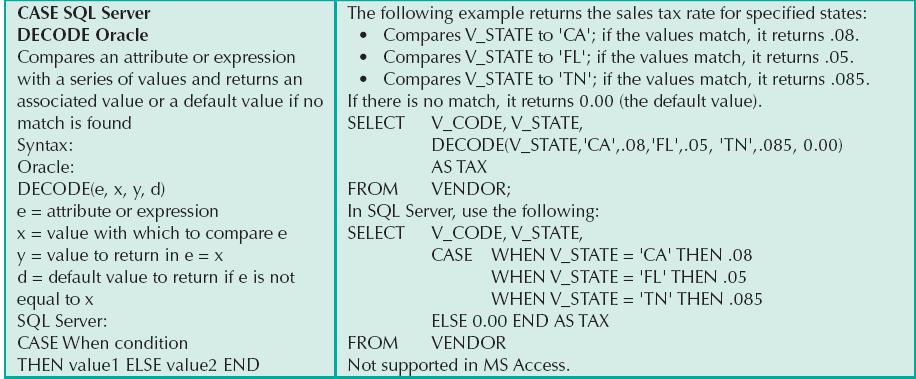 CASE SQL Server
DECODE Oracle
Compares an attribute or expression
with a series of values and returns an
associated value or a default value if no
match is found
Syntax:
Oracle:
DECODE(e, x, y, d)
e = attribute or expression
x = value with which to compare e
y = value to return in e = x
d = default value to return if e is not
equal to x
SQL Server:
CASE When condition
THEN value1 ELSE value2 END
The following example returns the sales tax rate for specified states:
• Compares V_STATE to 'CA'; if the values match, it returns .08.
• Compares V_STATE to 'FL'; if the values match, it returns .05.
• Compares V_STATE to 'TN'; if the values match, it returns .085.
If there is no match, it returns 0.00 (the default value).
SELECT V_CODE, V_STATE,
DECODE(V_STATE,'CA',.08,'FL',.05, 'TN',.085, 0.00)
AS TAX
FROM VENDOR;
In SQL Server, use the following:
SELECT V_CODE, V_STATE,
CASE WHEN V_STATE = 'CA' THEN .08
WHEN V_STATE = 'FL' THEN .05
WHEN V_STATE = 'TN' THEN .085
ELSE 0.00 END AS TAX
FROM VENDOR
Not supported in MS Access.